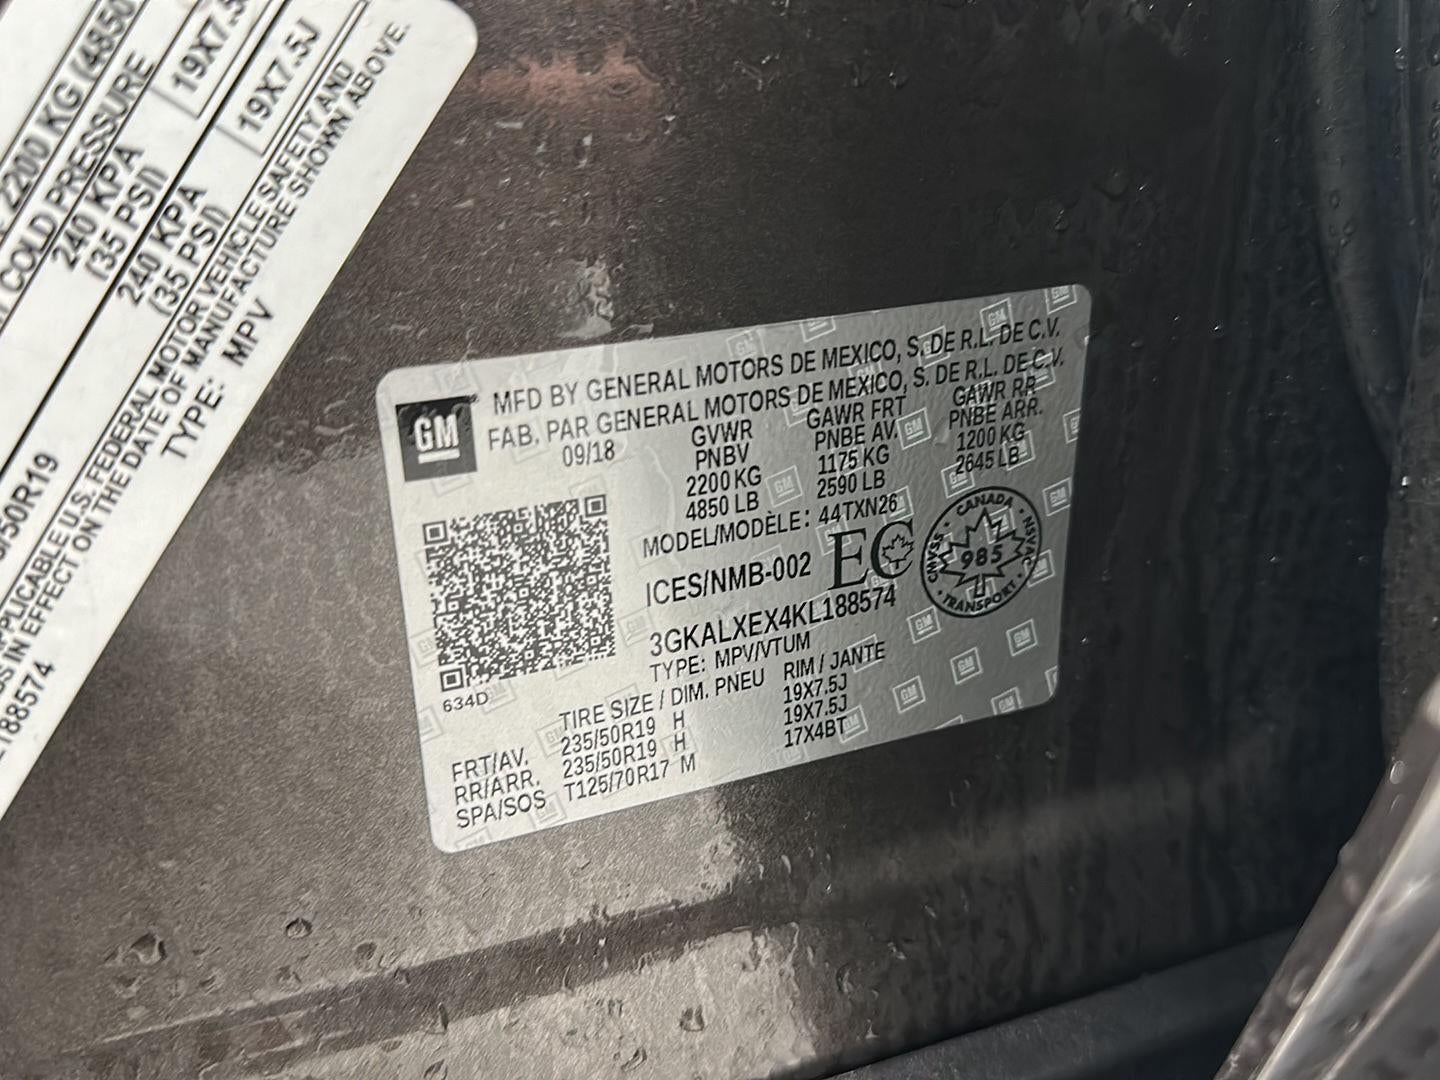 2200 KG (4850
COLD PRESSURE
240 KPA
(35 PSI)
19X7.5
240 KPA
(35 PSI)
19X7.5J
APPLICABLE U.S. FEDERAL MOTOR VEHICLE SAFETY AND
IN EFFECT ON THE DATE OF MANUFACTURE SHOWN ABOVE.
TYPE: MPV
/50R19
188574
GM
MFD BY GENERAL MOTORS DE MEXICO, S. DE R.L. DE C.V.
FAB. PAR GENERAL MOTORS DE MEXICO, S. DE R.L. DE C.V.
09/18 GVWR GAWR FRT GAWR RR
PNBV PNBE AV. PNBE ARR.
2200 KG 1175 KG 1200 KG
4850 LB 2590 LB 2645 LB
MODEL/MODÈLE: 44TXN26
ICES/NMB-002 EC
CANADA
CMVSS 985 NSVAC
TRANSPORT
3GKALXEX4KL188574
TYPE: MPV/VTUM
634D
TIRE SIZE / DIM. PNEU RIM / JANTE
FRT/AV. 235/50R19 H 19X7.5J
RR/ARR. 235/50R19 H 19X7.5J
SPA/SOS T125/70R17 M 17X4BT